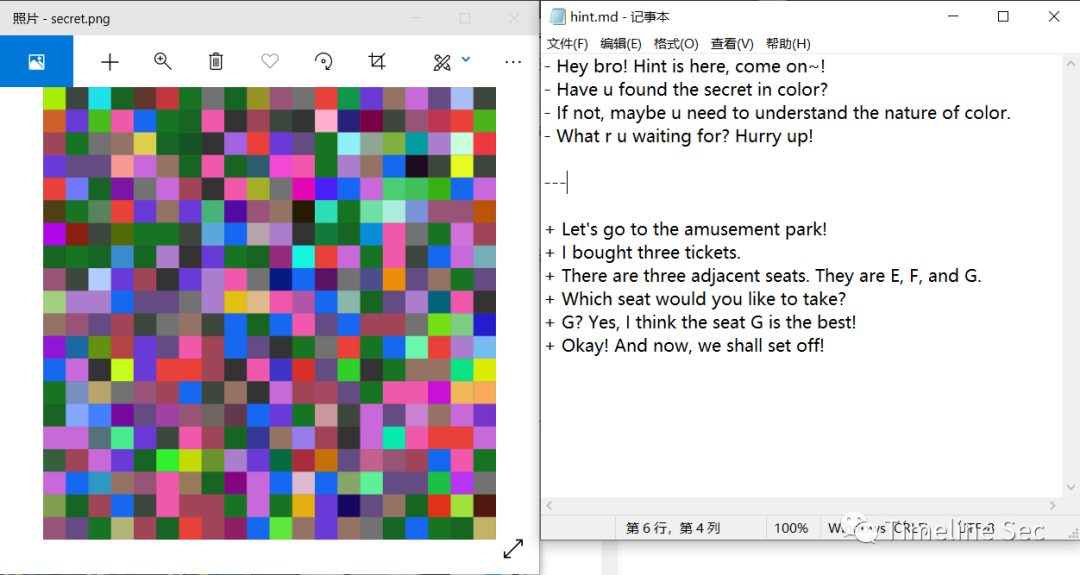 照片 - secret.png
hint.md - 记事本
文件(F) 编辑(E) 格式(O) 查看(V) 帮助(H)
- Hey bro! Hint is here, come on~!
- Have u found the secret in color?
- If not, maybe u need to understand the nature of color.
- What r u waiting for? Hurry up!
---
+ Let's go to the amusement park!
+ I bought three tickets.
+ There are three adjacent seats. They are E, F, and G.
+ Which seat would you like to take?
+ G? Yes, I think the seat G is the best!
+ Okay! And now, we shall set off!
第 6 行，第 4 列 100% Windows (CRLF) UTF-8
Timeline Sec